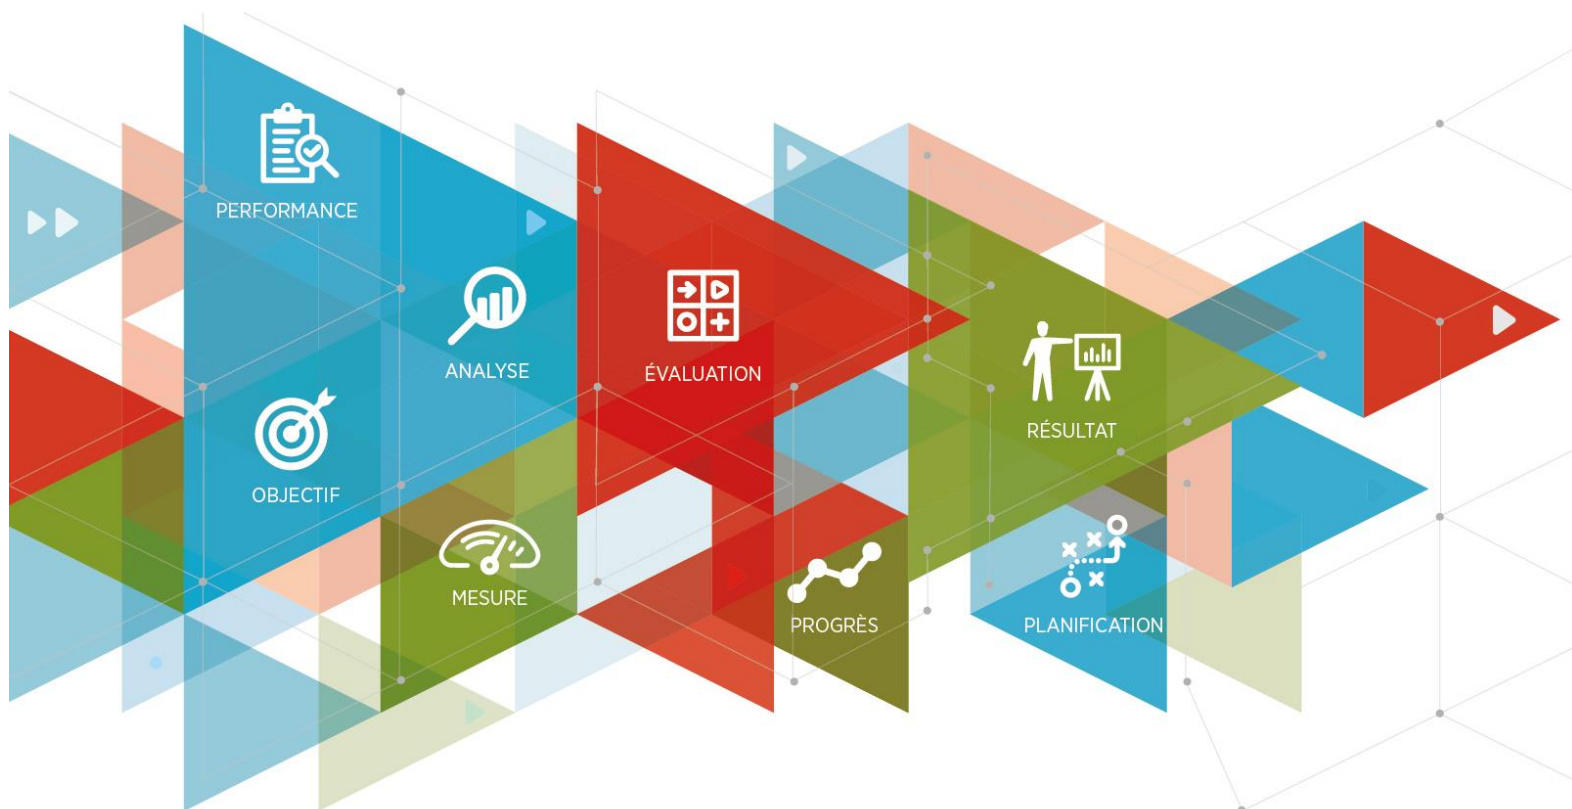 PERFORMANCE
ANALYSE
ÉVALUATION
RÉSULTAT
OBJECTIF
MESURE
PROGRÈS
PLANIFICATION